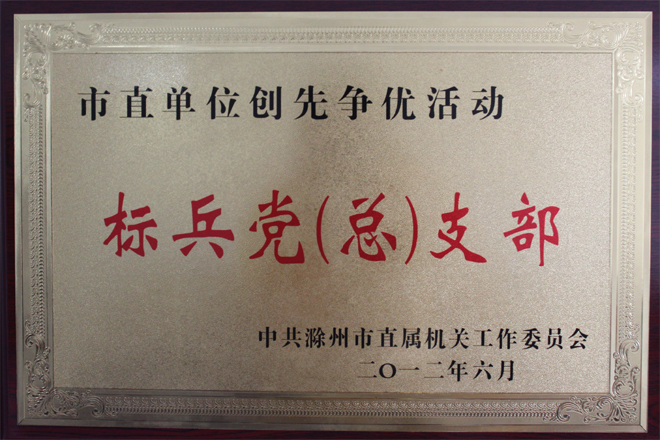 市直单位创先争优活动
标兵党(总)支部
中共滁州市直属机关工作委员会
二〇一二年六月